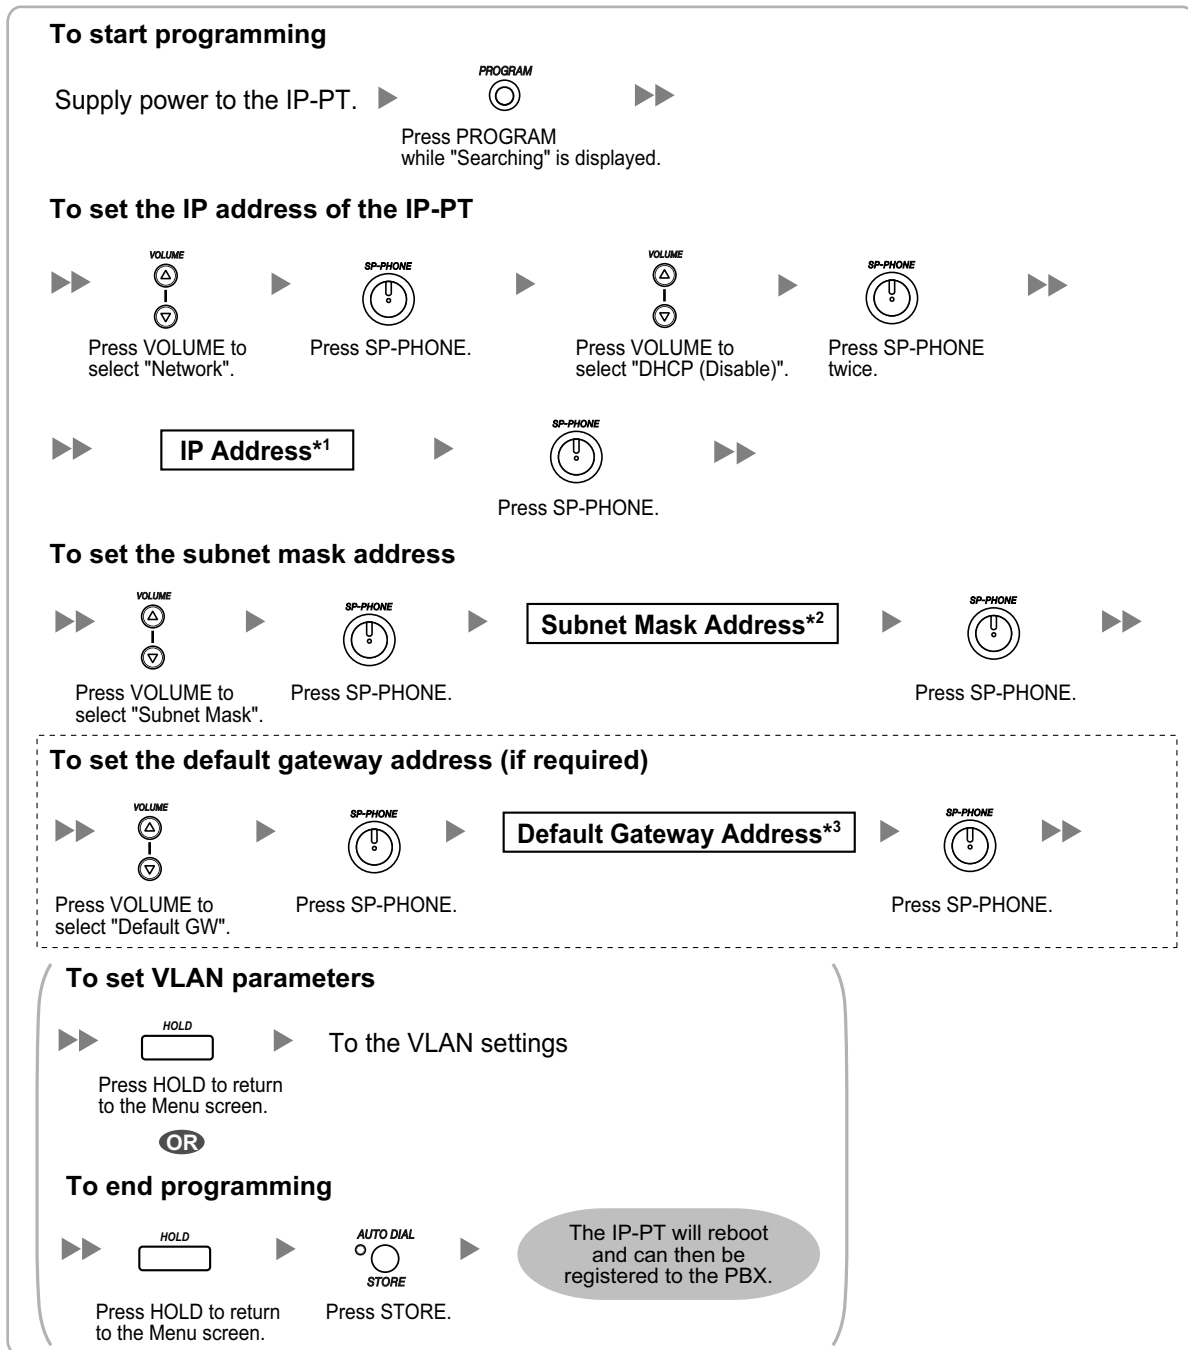 To start programming
PROGRAM
Supply power to the IP-PT.
Press PROGRAM
while "Searching" is displayed.
To set the IP address of the IP-PT
VOLUME
SP-PHONE
VOLUME
SP-PHONE
Press VOLUME to
select "Network".
Press SP-PHONE.
Press VOLUME to
select "DHCP (Disable)".
Press SP-PHONE
twice.
IP Address*1
SP-PHONE
Press SP-PHONE.
To set the subnet mask address
VOLUME
SP-PHONE
Subnet Mask Address*2
SP-PHONE
Press VOLUME to
select "Subnet Mask".
Press SP-PHONE.
Press SP-PHONE.
To set the default gateway address (if required)
VOLUME
SP-PHONE
Default Gateway Address*3
SP-PHONE
Press VOLUME to
select "Default GW".
Press SP-PHONE.
Press SP-PHONE.
To set VLAN parameters
HOLD
To the VLAN settings
Press HOLD to return
to the Menu screen.
OR
To end programming
HOLD
AUTO DIAL
STORE
The IP-PT will reboot
and can then be
registered to the PBX.
Press HOLD to return
to the Menu screen.
Press STORE.